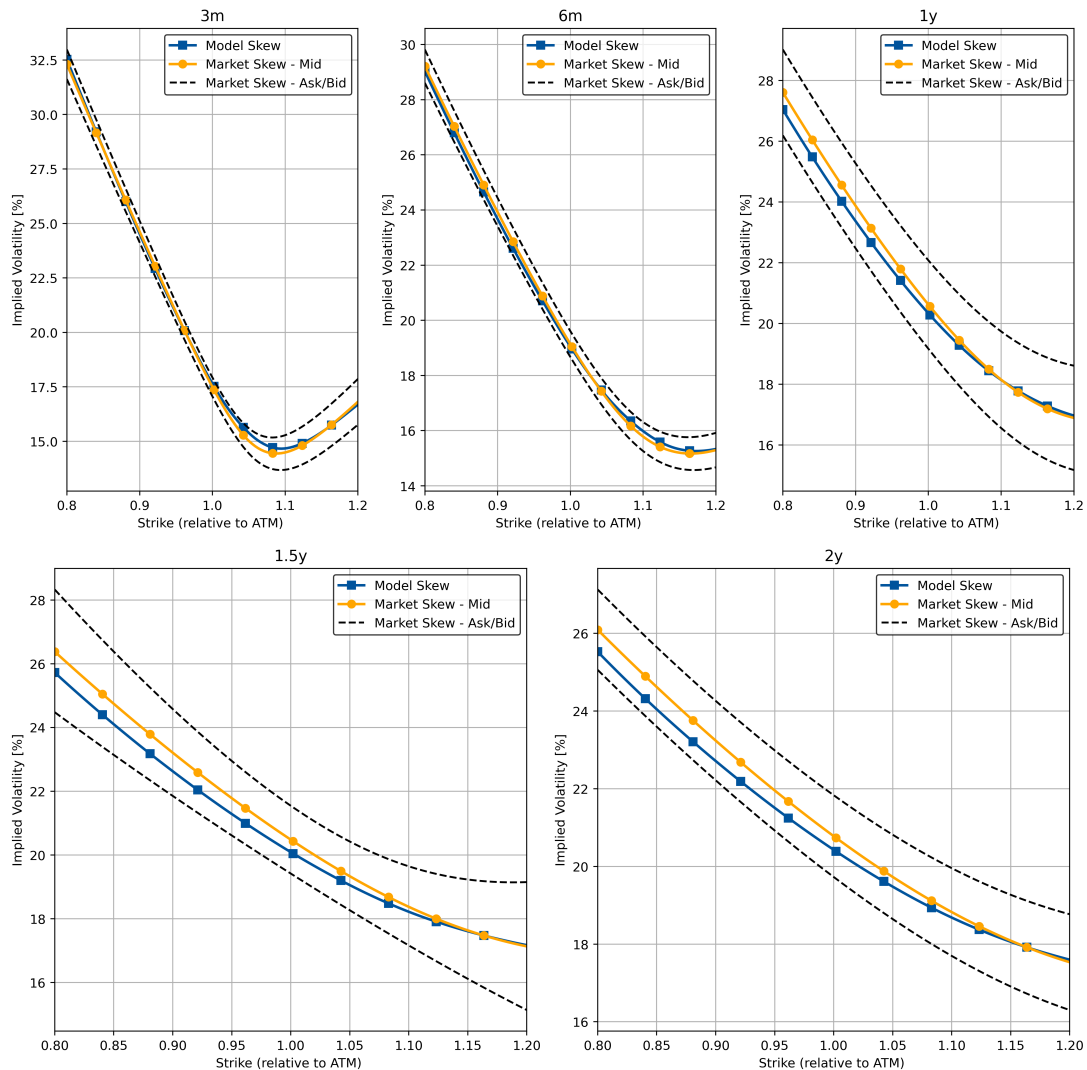 3m
Implied Volatility [%]
32.5
30.0
27.5
25.0
22.5
20.0
17.5
15.0
Model Skew
Market Skew - Mid
Market Skew - Ask/Bid
0.8 0.9 1.0 1.1 1.2
Strike (relative to ATM)
6m
Implied Volatility [%]
30
28
26
24
22
20
18
16
14
Model Skew
Market Skew - Mid
Market Skew - Ask/Bid
0.8 0.9 1.0 1.1 1.2
Strike (relative to ATM)
1y
Implied Volatility [%]
28
26
24
22
20
18
16
Model Skew
Market Skew - Mid
Market Skew - Ask/Bid
0.8 0.9 1.0 1.1 1.2
Strike (relative to ATM)
1.5y
Implied Volatility [%]
28
26
24
22
20
18
16
Model Skew
Market Skew - Mid
Market Skew - Ask/Bid
0.80 0.85 0.90 0.95 1.00 1.05 1.10 1.15 1.20
Strike (relative to ATM)
2y
Implied Volatility [%]
26
24
22
20
18
16
Model Skew
Market Skew - Mid
Market Skew - Ask/Bid
0.80 0.85 0.90 0.95 1.00 1.05 1.10 1.15 1.20
Strike (relative to ATM)